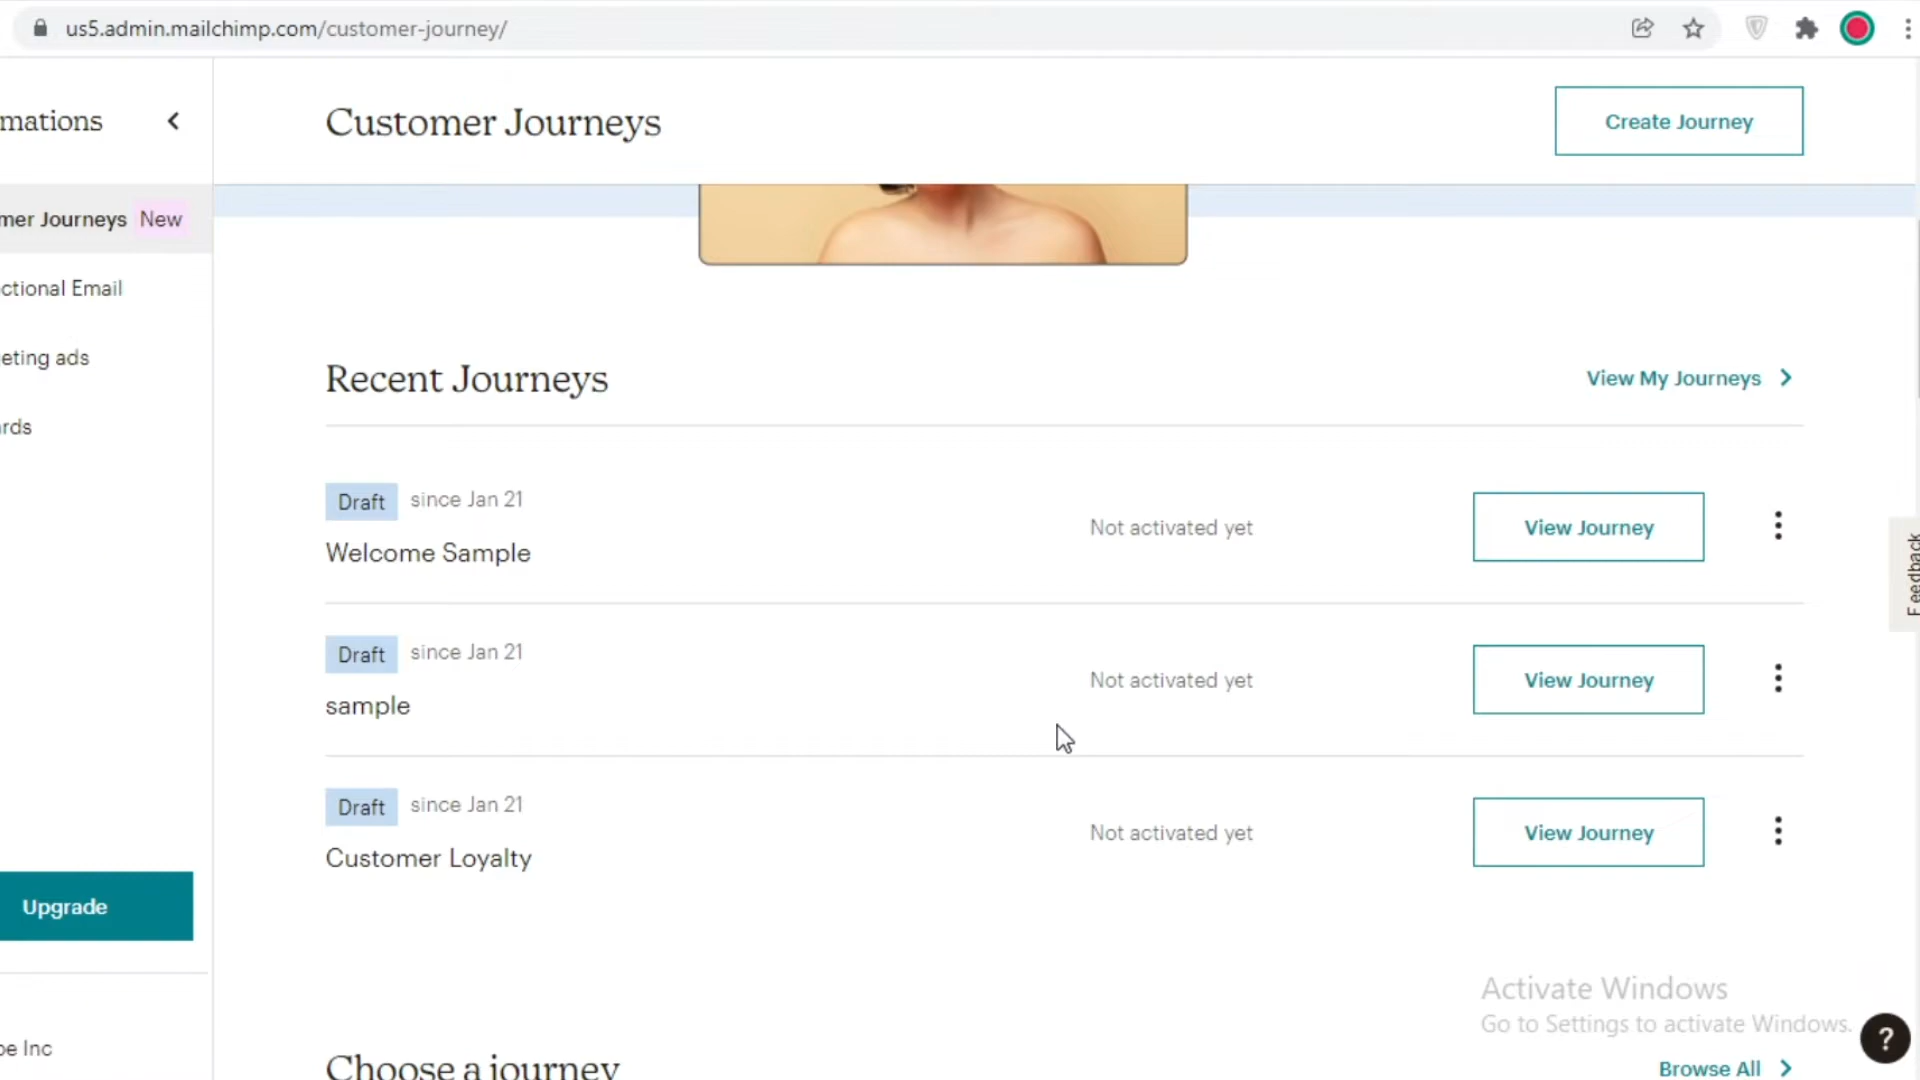 us5.admin.mailchimp.com/customer-journey/
mations
Customer Journeys
Create Journey
mer Journeys New
ctional Email
eting ads
rds
Recent Journeys
View My Journeys
Draft since Jan 21
Welcome Sample
Not activated yet
View Journey
Draft since Jan 21
sample
Not activated yet
View Journey
Draft since Jan 21
Customer Loyalty
Not activated yet
View Journey
Feedback
Upgrade
Activate Windows
Go to Settings to activate Windows.
pe Inc
Choose a journey
Browse All
?